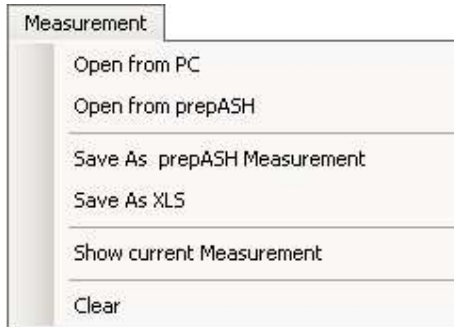 Measurement
Open from PC
Open from prepASH
Save As prepASH Measurement
Save As XLS
Show current Measurement
Clear